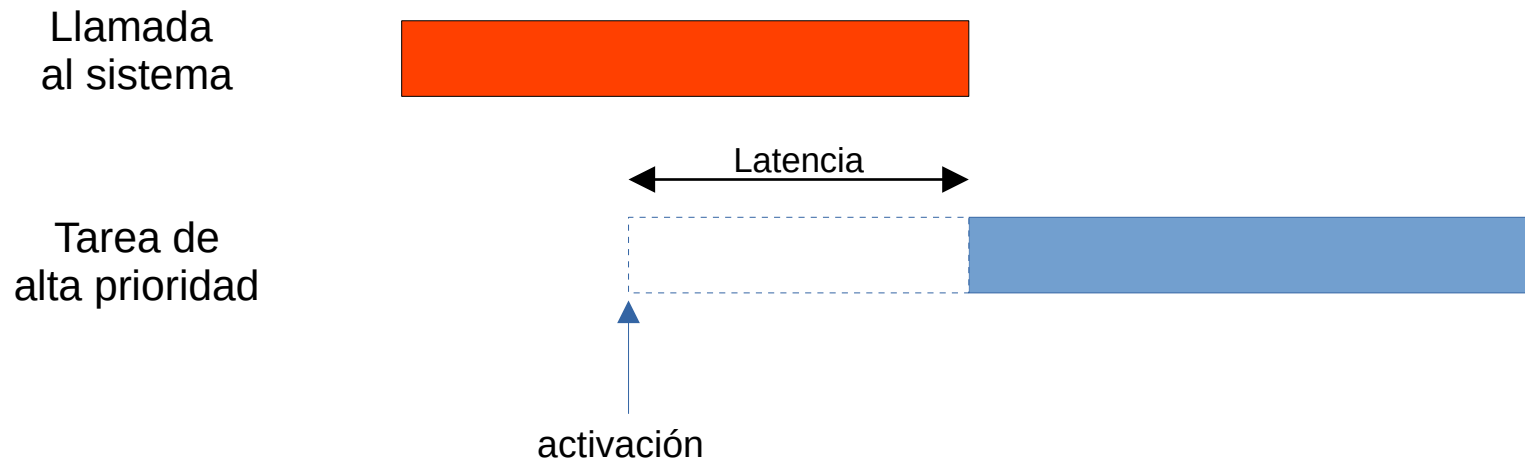 Llamada
al sistema
Latencia
Tarea de
alta prioridad
activación